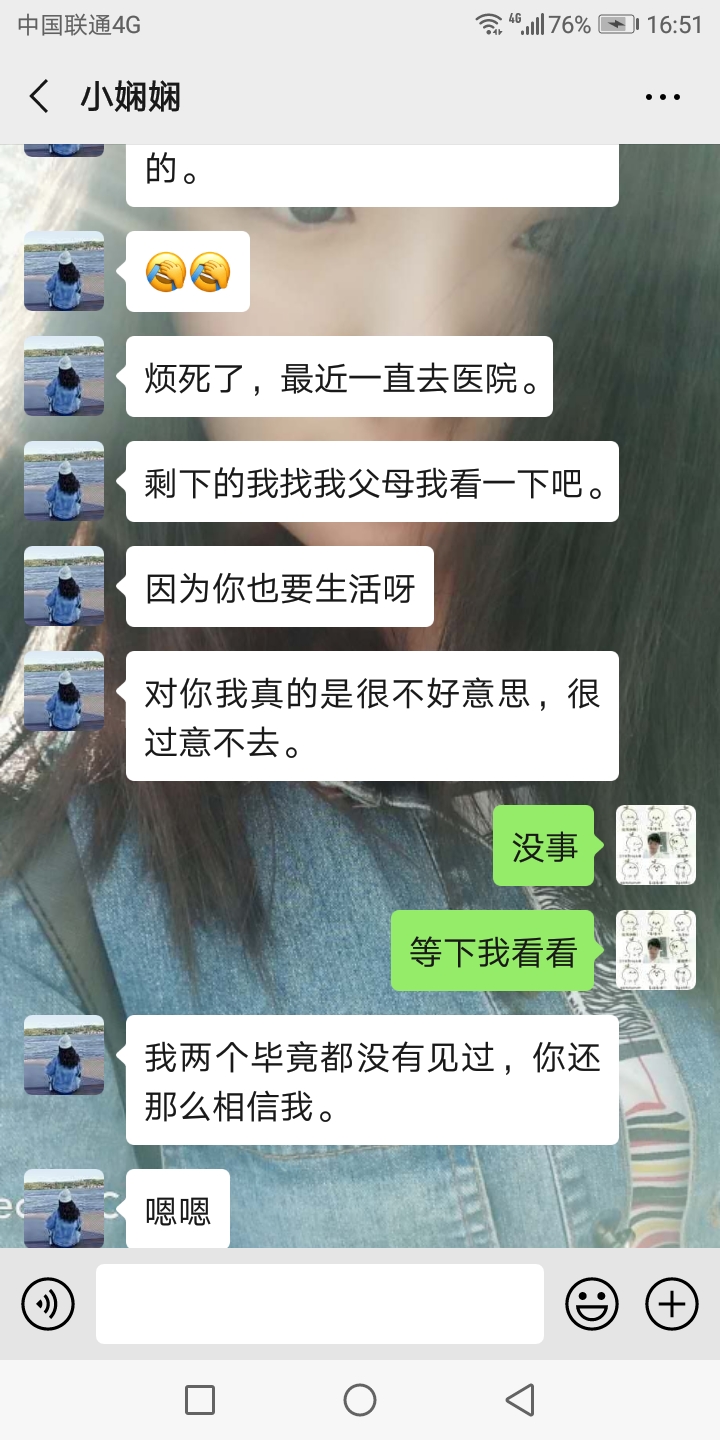 中国联通4G
4G
76%
16:51
小娴娴
的。
烦死了，最近一直去医院。
剩下的我找我父母我看一下吧。
因为你也要生活呀
对你我真的是很不好意思，很
过意不去。
没事
等下我看看
我两个毕竟都没有见过，你还
那么相信我。
嗯嗯